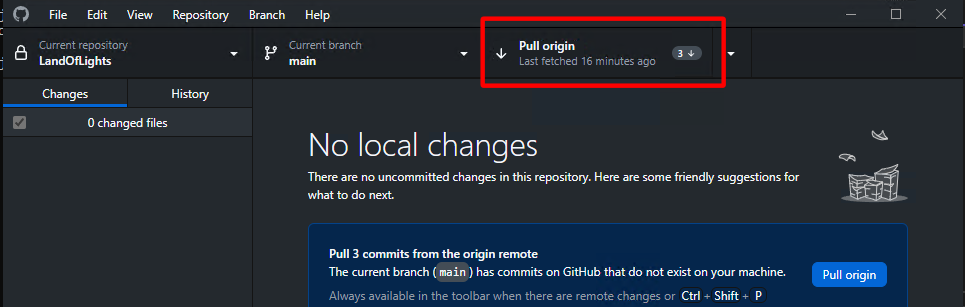 File Edit View Repository Branch Help
Current repository
LandOfLights
Current branch
main
Pull origin
Last fetched 16 minutes ago
3
Changes History
0 changed files
No local changes
There are no uncommitted changes in this repository. Here are some friendly suggestions for
what to do next.
Pull 3 commits from the origin remote
The current branch (main) has commits on GitHub that do not exist on your machine.
Pull origin
Always available in the toolbar when there are remote changes or Ctrl + Shift + P